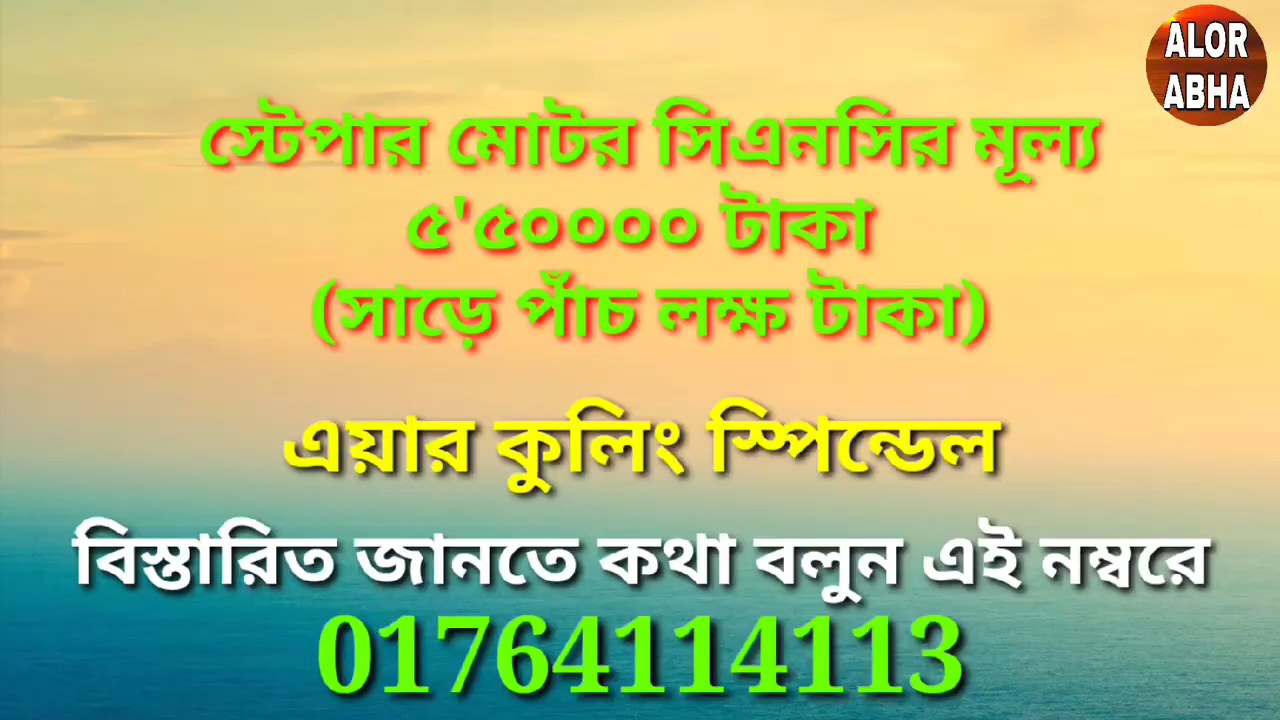 ALOR
ABHA
স্টেপার মোটর সিএনসির মূল্য
৫'৫০০০০ টাকা
(সাড়ে পাঁচ লক্ষ টাকা)
এয়ার কুলিং স্পিন্ডেল
বিস্তারিত জানতে কথা বলুন এই নম্বরে
01764114113